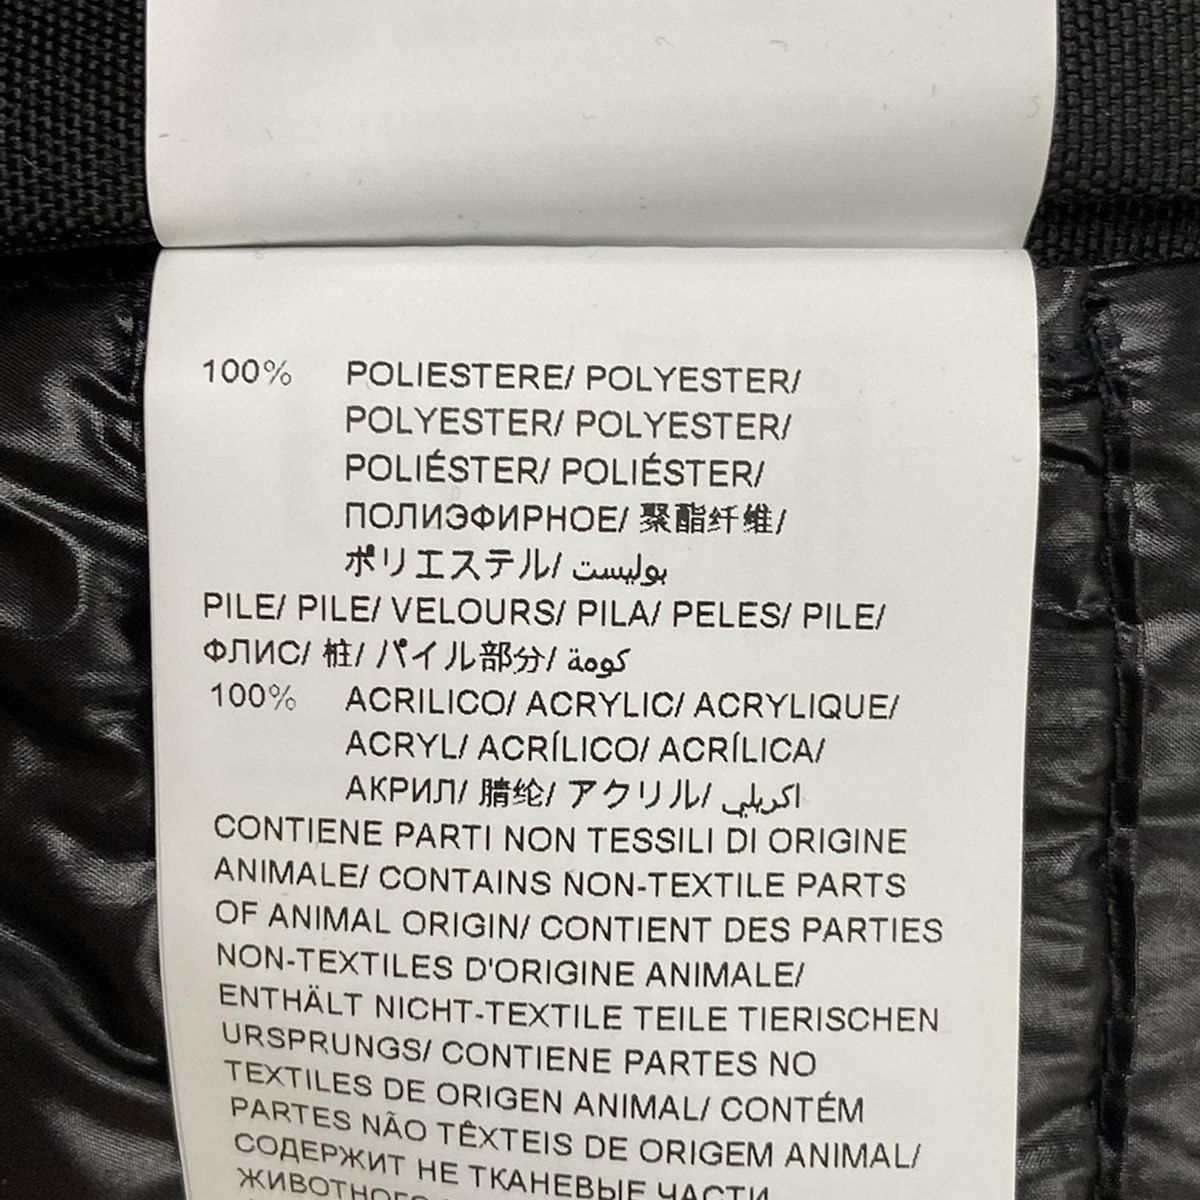 100% POLIESTERE/ POLYESTER/
POLYESTER/ POLYESTER/
POLIÉSTER/ POLIÉSTER/
ПОЛИЭФИРНОЕ/ 聚酯纤维/
ポリエステル/ بوليست
PILE/ PILE/ VELOURS/ PILA/ PELES/ PILE/
ФЛИС/ 桩/ パイル部分/ كومة
100% ACRILICO/ ACRYLIC/ ACRYLIQUE/
ACRYL/ ACRÍLICO/ ACRÍLICA/
АКРИЛ/ 腈纶/ アクリル/ اكريلي
CONTIENE PARTI NON TESSILI DI ORIGINE
ANIMALE/ CONTAINS NON-TEXTILE PARTS
OF ANIMAL ORIGIN/ CONTIENT DES PARTIES
NON-TEXTILES D'ORIGINE ANIMALE/
ENTHÄLT NICHT-TEXTILE TEILE TIERISCHEN
URSPRUNGS/ CONTIENE PARTES NO
TEXTILES DE ORIGEN ANIMAL/ CONTÉM
PARTES NÃO TÊXTEIS DE ORIGEM ANIMAL/
СОДЕРЖИТ НЕ ТКАНЕВЫЕ ЧАСТИ
ЖИВОТНОГО